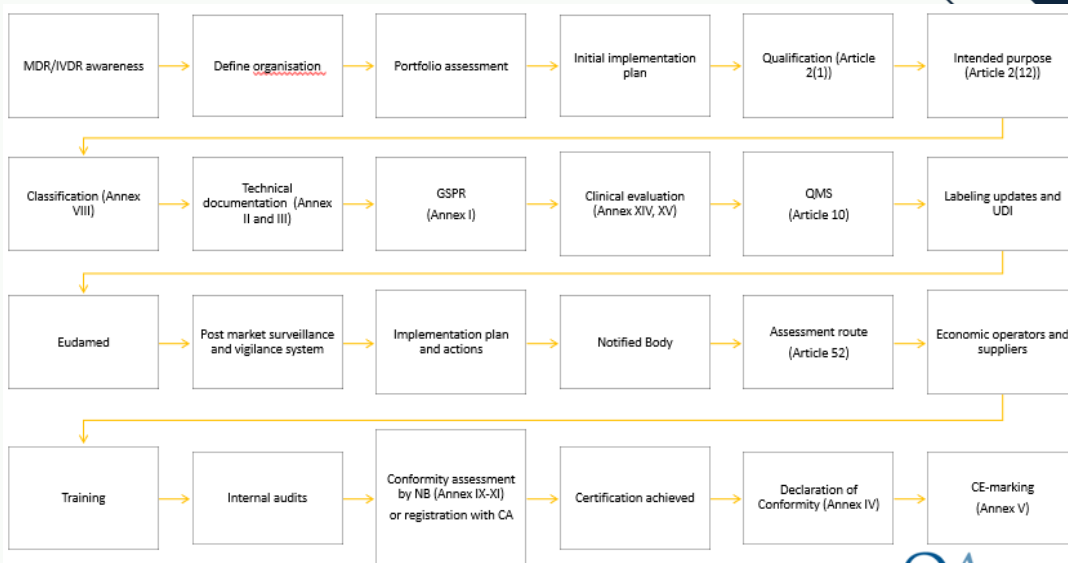 MDR/IVDR awareness
Define organisation
Portfolio assessment
Initial implementation
plan
Qualification (Article
2(1))
Intended purpose
(Article 2(12))
Classification (Annex
VIII)
Technical
documentation (Annex
II and III)
GSPR
(Annex I)
Clinical evaluation
(Annex XIV, XV)
QMS
(Article 10)
Labeling updates and
UDI
Eudamed
Post market surveillance
and vigilance system
Implementation plan
and actions
Notified Body
Assessment route
(Article 52)
Economic operators and
suppliers
Training
Internal audits
Conformity assessment
by NB (Annex IX-XI)
or registration with CA
Certification achieved
Declaration of
Conformity (Annex IV)
CE-marking
(Annex V)